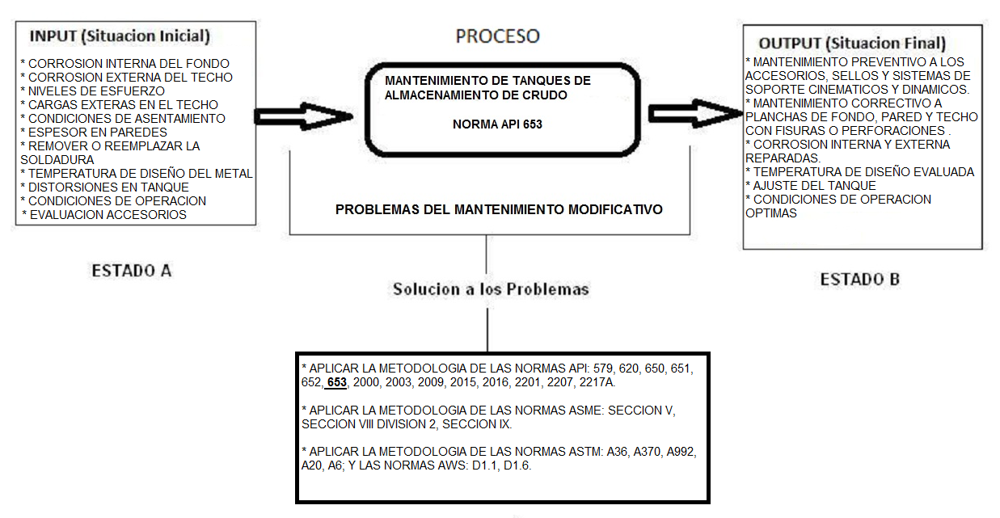 INPUT (Situacion Inicial)
* CORROSION INTERNA DEL FONDO
* CORROSION EXTERNA DEL TECHO
* NIVELES DE ESFUERZO
* CARGAS EXTERAS EN EL TECHO
* CONDICIONES DE ASENTAMIENTO
* ESPESOR EN PAREDES
* REMOVER O REEMPLAZAR LA
SOLDADURA
* TEMPERATURA DE DISEÑO DEL METAL
* DISTORSIONES EN TANQUE
* CONDICIONES DE OPERACION
* EVALUACION ACCESORIOS
ESTADO A
PROCESO
MANTENIMIENTO DE TANQUES DE
ALMACENAMIENTO DE CRUDO
NORMA API 653
PROBLEMAS DEL MANTENIMIENTO MODIFICATIVO
OUTPUT (Situacion Final)
* MANTENIMIENTO PREVENTIVO A LOS
ACCESORIOS, SELLOS Y SISTEMAS DE
SOPORTE CINEMATICOS Y DINAMICOS.
* MANTENIMIENTO CORRECTIVO A
PLANCHAS DE FONDO, PARED Y TECHO
CON FISURAS O PERFORACIONES .
* CORROSION INTERNA Y EXTERNA
REPARADAS.
* TEMPERATURA DE DISEÑO EVALUADA
* AJUSTE DEL TANQUE
* CONDICIONES DE OPERACION
OPTIMAS
ESTADO B
Solucion a los Problemas
* APLICAR LA METODOLOGIA DE LAS NORMAS API: 579, 620, 650, 651,
652, 653, 2000, 2003, 2009, 2015, 2016, 2201, 2207, 2217A.
* APLICAR LA METODOLOGIA DE LAS NORMAS ASME: SECCION V,
SECCION VIII DIVISION 2, SECCION IX.
* APLICAR LA METODOLOGIA DE LAS NORMAS ASTM: A36, A370, A992,
A20, A6; Y LAS NORMAS AWS: D1.1, D1.6.